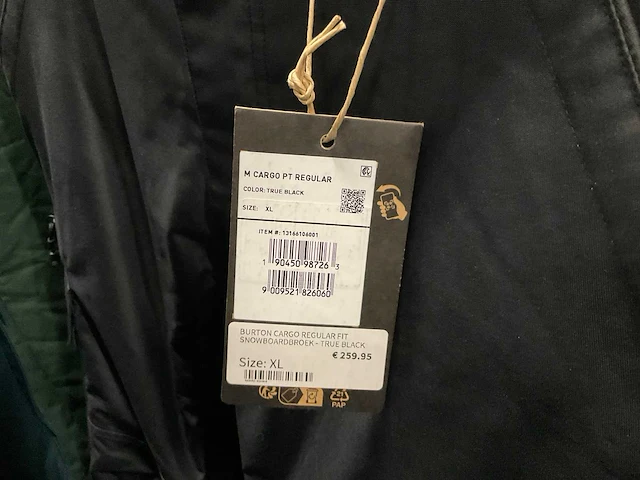 M CARGO PT REGULAR
COLOR: TRUE BLACK
SIZE: XL
ITEM #: 13166106001
1 90450 98726 3
9 009521 826060
BURTON CARGO REGULAR FIT
SNOWBOARDBROEK - TRUE BLACK
€ 259.95
Size: XL
PAP